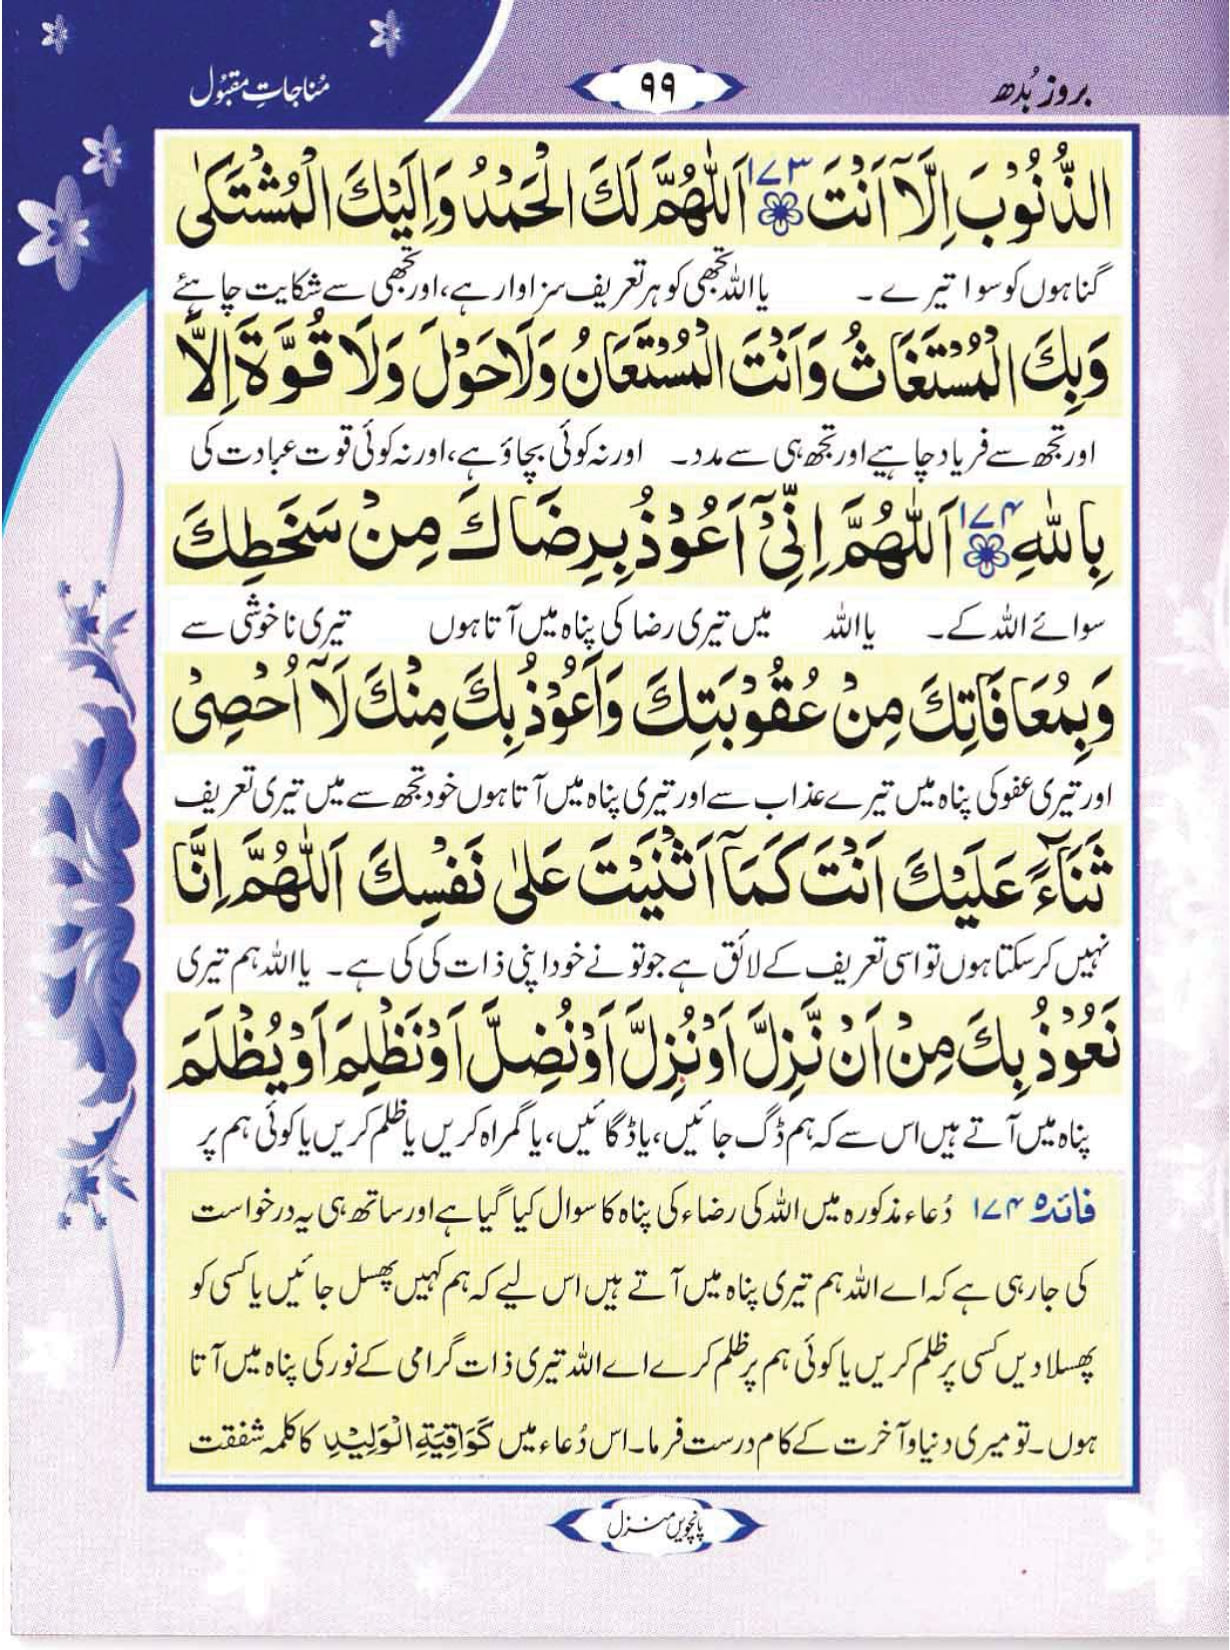 بروز بُدھ
۹۹
مُناجاتِ مقبُول
الذُّنُوْبَ اِلَّآ اَنْتَ ۱۷۳ اَللّٰهُمَّ لَكَ الْحَمْدُ وَاِلَيْكَ الْمُشْتَكٰى
گناہوں کو سوا تیرے ۔ یا اللہ تجھی کو ہر تعریف سزاوار ہے، اور تجھی سے شکایت چاہئے
وَبِكَ الْمُسْتَغَاثُ وَاَنْتَ الْمُسْتَعَانُ وَلَا حَوْلَ وَلَا قُوَّةَ اِلَّا
اور تجھ سے فریاد چاہیے اور تجھ ہی سے مدد۔ اور نہ کوئی بچاؤ ہے، اور نہ کوئی قوت عبادت کی
بِاللّٰهِ ۱۷۴ اَللّٰهُمَّ اِنِّىْٓ اَعُوْذُ بِرِضَاكَ مِنْ سَخَطِكَ
سوائے اللہ کے۔ یا اللہ میں تیری رضا کی پناہ میں آتا ہوں تیری ناخوشی سے
وَبِمُعَافَاتِكَ مِنْ عُقُوْبَتِكَ وَاَعُوْذُ بِكَ مِنْكَ لَآ اُحْصِىْ
اور تیری عفو کی پناہ میں تیرے عذاب سے اور تیری پناہ میں آتا ہوں خود تجھ سے میں تیری تعریف
ثَنَآءً عَلَيْكَ اَنْتَ كَمَآ اَثْنَيْتَ عَلٰى نَفْسِكَ اَللّٰهُمَّ اِنَّا
نہیں کر سکتا ہوں تو اسی تعریف کے لائق ہے جو تو نے خود اپنی ذات کی کی ہے۔ یا اللہ ہم تیری
نَعُوْذُ بِكَ مِنْ اَنْ نَّزِلَّ اَوْ نُزِلَّ اَوْ نُضِلَّ اَوْ نَظْلِمَ اَوْ يُظْلَمَ
پناہ میں آتے ہیں اس سے کہ ہم ڈگ جائیں، یا ڈگائیں، یا گمراہ کریں یا ظلم کریں یا کوئی ہم پر
فائدہ ۱۷۴ دُعاء مذکورہ میں اللہ کی رضاء کی پناہ کا سوال کیا گیا ہے اور ساتھ ہی یہ درخواست
کی جارہی ہے کہ اے اللہ ہم تیری پناہ میں آتے ہیں اس لیے کہ ہم کہیں پھسل جائیں یا کسی کو
پھسلا دیں کسی پر ظلم کریں یا کوئی ہم پر ظلم کرے اے اللہ تیری ذات گرامی کے نور کی پناہ میں آتا
ہوں۔ تو میری دنیا و آخرت کے کام درست فرما۔ اس دُعاء میں كَوَاقِيَةِ الْوَلِيْدِ کا کلمہ شفقت
پانچویں منزل